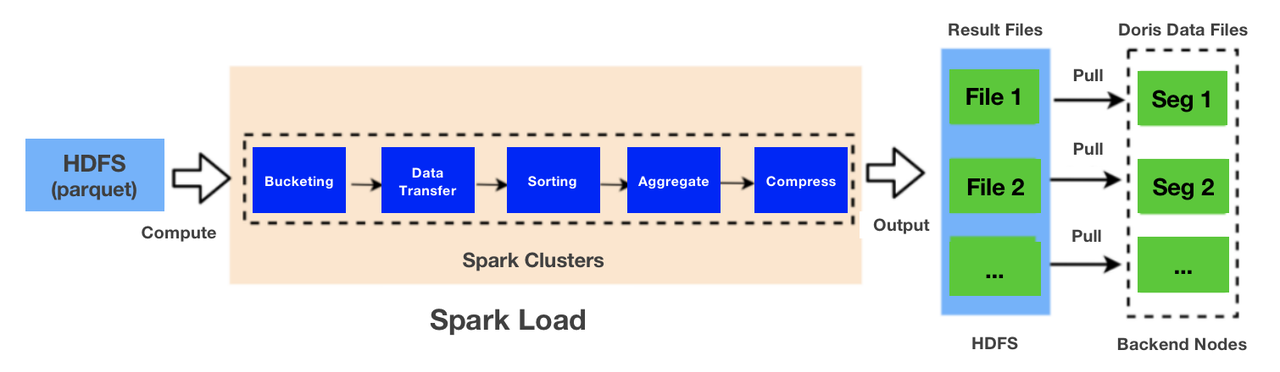 HDFS
(parquet)
Compute
Bucketing
Data
Transfer
Sorting
Aggregate
Compress
Spark Clusters
Spark Load
Output
Result Files
File 1
File 2
...
HDFS
Pull
Pull
Pull
Doris Data Files
Seg 1
Seg 2
...
Backend Nodes